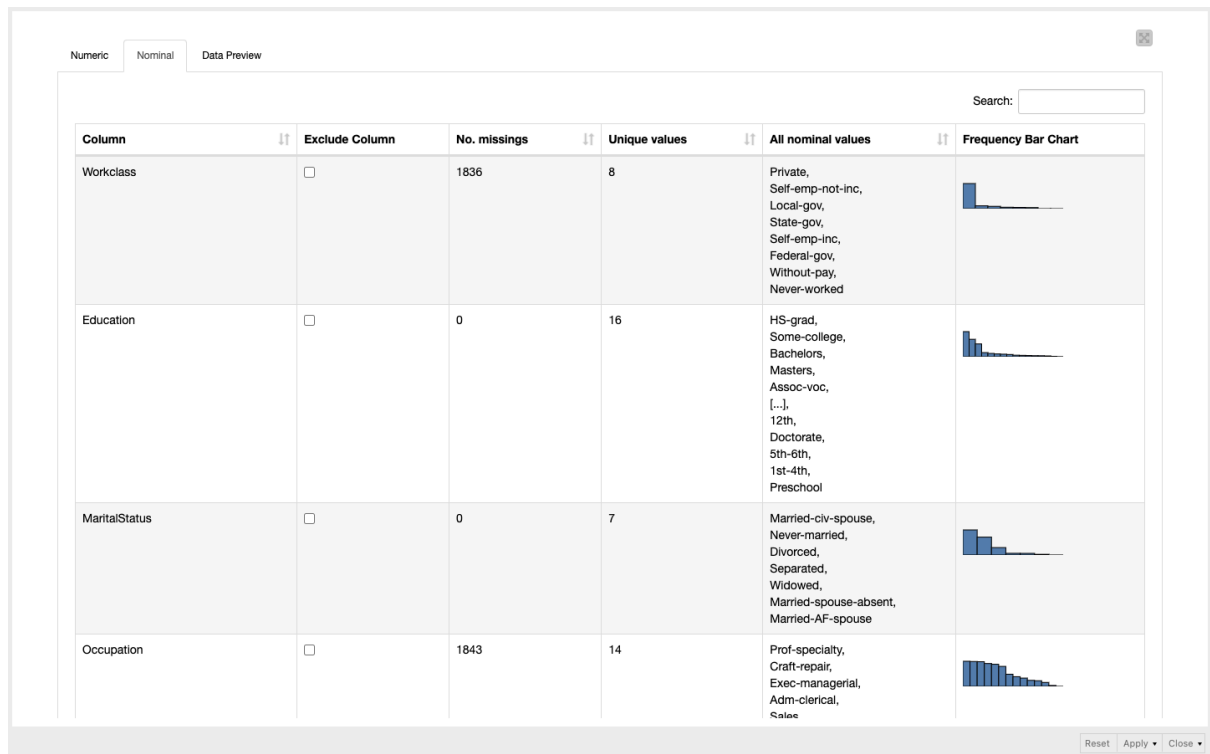 Numeric Nominal Data Preview
Search:
Column Exclude Column No. missings Unique values All nominal values Frequency Bar Chart
Workclass 1836 8 Private,
Self-emp-not-inc,
Local-gov,
State-gov,
Self-emp-inc,
Federal-gov,
Without-pay,
Never-worked
Education 0 16 HS-grad,
Some-college,
Bachelors,
Masters,
Assoc-voc,
[...],
12th,
Doctorate,
5th-6th,
1st-4th,
Preschool
MaritalStatus 0 7 Married-civ-spouse,
Never-married,
Divorced,
Separated,
Widowed,
Married-spouse-absent,
Married-AF-spouse
Occupation 1843 14 Prof-specialty,
Craft-repair,
Exec-managerial,
Adm-clerical,
Sales
Reset Apply Close